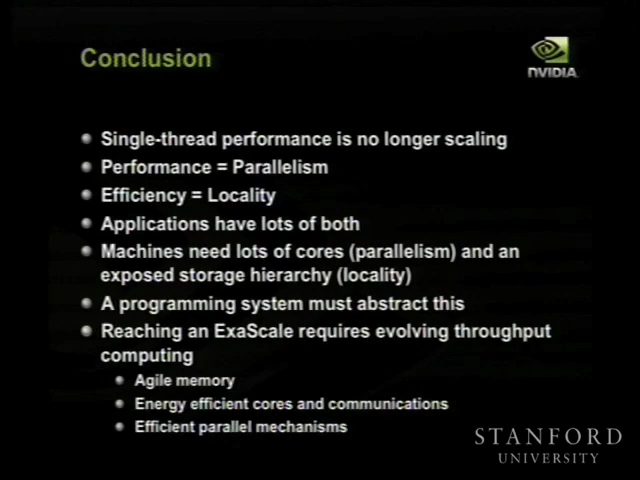 Conclusion
NVIDIA
Single-thread performance is no longer scaling
Performance = Parallelism
Efficiency = Locality
Applications have lots of both
Machines need lots of cores (parallelism) and an
exposed storage hierarchy (locality)
A programming system must abstract this
Reaching an ExaScale requires evolving throughput
computing
Agile memory
Energy efficient cores and communications
Efficient parallel mechanisms
STANFORD
UNIVERSITY